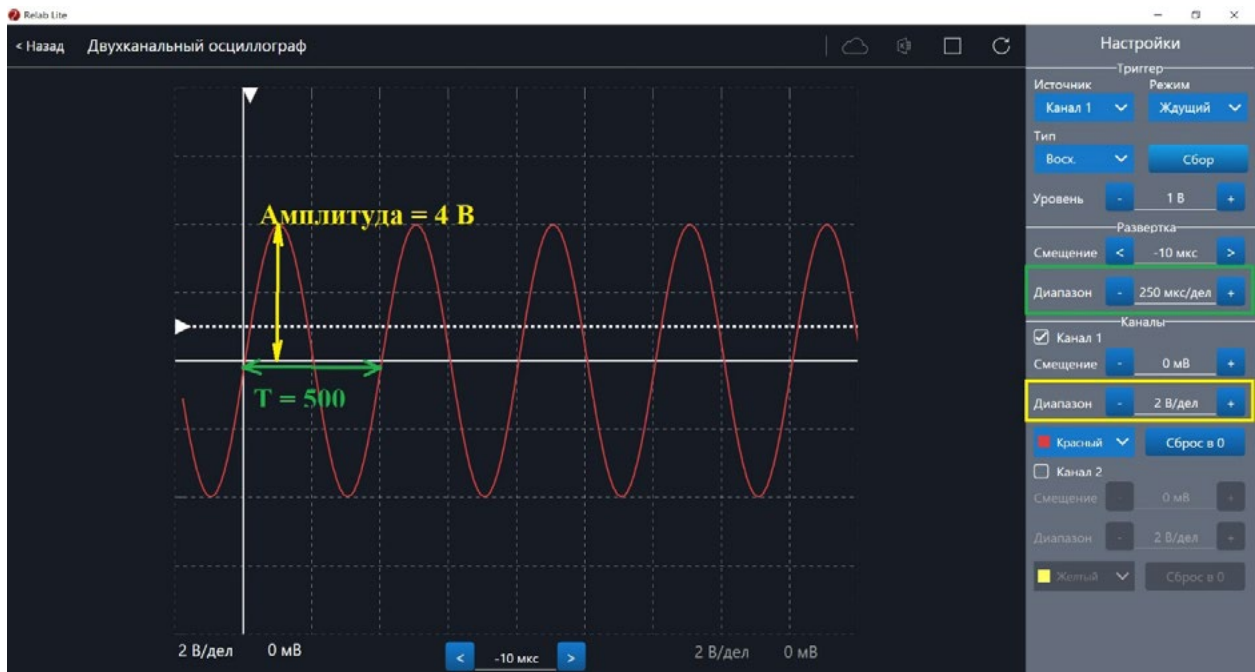 Relab Lite
< Назад Двухканальный осциллограф
Настройки
Триггер
Источник Режим
Канал 1 Ждущий
Тип
Восх. Сбор
Уровень - 1 В +
Развертка
Смещение < -10 мкс >
Диапазон - 250 мкс/дел +
Каналы
Канал 1
Смещение - 0 мВ +
Диапазон - 2 В/дел +
Красный Сброс в 0
Канал 2
Смещение - 0 мВ +
Диапазон - 2 В/дел +
Желтый Сброс в 0
Амплитуда = 4 В
T = 500
2 В/дел 0 мВ < -10 мкс > 2 В/дел 0 мВ